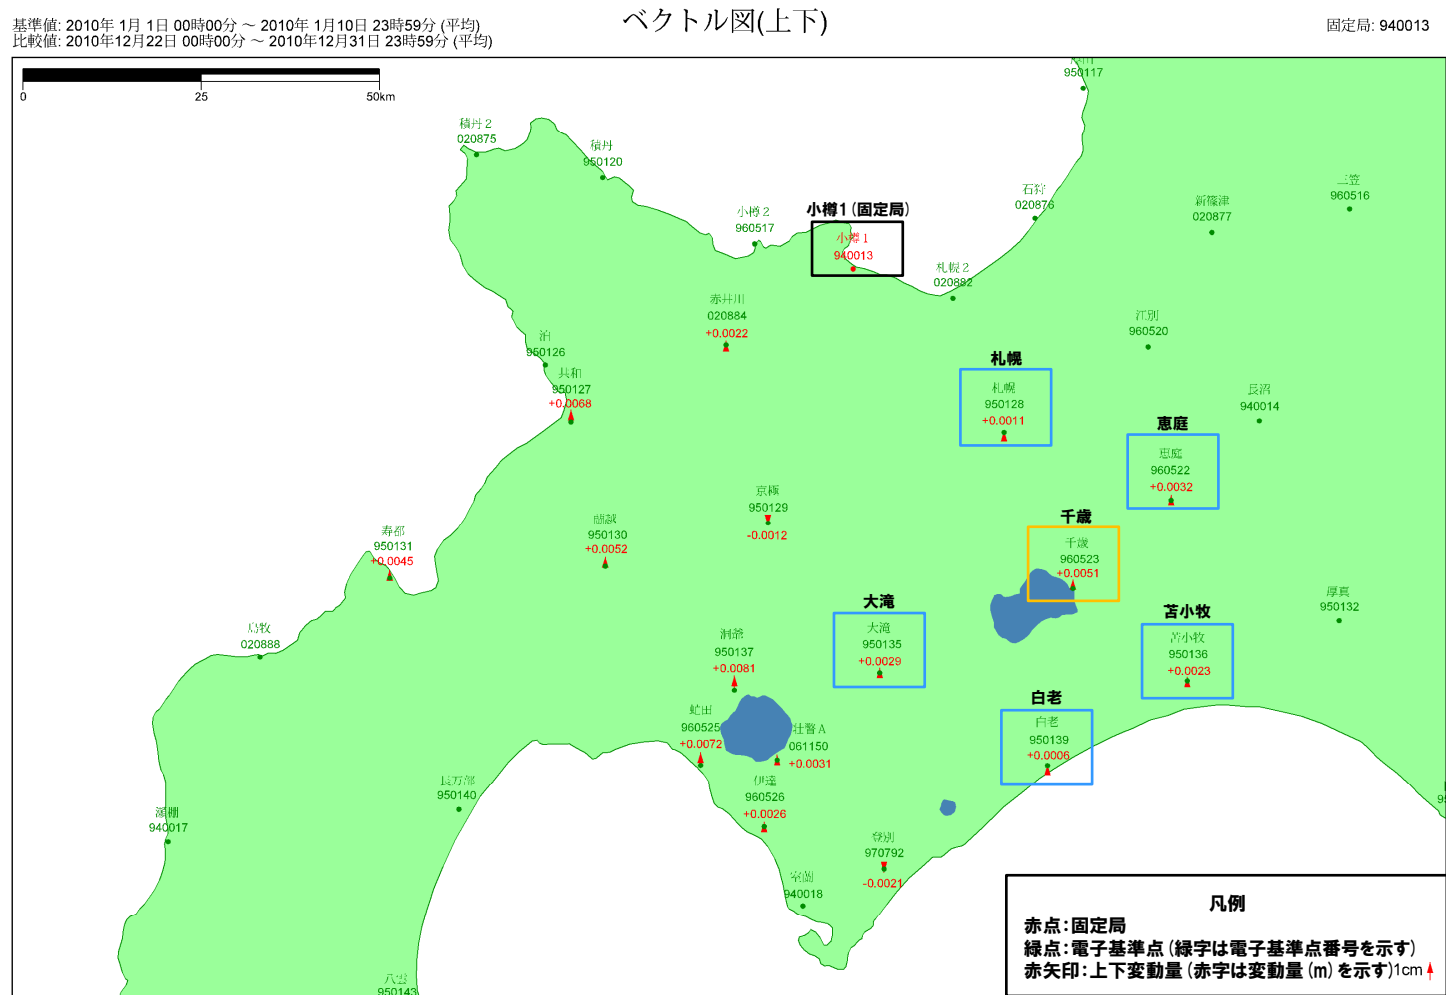 ベクトル図(上下)
基準値: 2010年 1月 1日 00時00分 ～ 2010年 1月10日 23時59分 (平均)
比較値: 2010年12月22日 00時00分 ～ 2010年12月31日 23時59分 (平均)
固定局: 940013
0 25 50km
950117
積丹２
020875
積丹
950120
小樽２
960517
小樽1(固定局)
小樽１
940013
石狩
020876
新篠津
020877
三笠
960516
札幌２
020882
赤井川
020884
+0.0022
江別
960520
泊
950126
共和
950127
+0.0068
札幌
札幌
950128
+0.0011
長沼
940014
恵庭
恵庭
960522
+0.0032
京極
950129
-0.0012
蘭越
950130
+0.0052
寿都
950131
+0.0045
千歳
千歳
960523
+0.0051
厚真
950132
大滝
大滝
950135
+0.0029
苫小牧
苫小牧
950136
+0.0023
島牧
020888
洞爺
950137
+0.0081
虻田
960525
+0.0072
壮瞥Ａ
061150
+0.0031
白老
白老
950139
+0.0006
伊達
960526
+0.0026
長万部
950140
瀬棚
940017
登別
970792
-0.0021
室蘭
940018
八雲
950143
凡例
赤点:固定局
緑点:電子基準点(緑字は電子基準点番号を示す)
赤矢印:上下変動量(赤字は変動量(m)を示す)1cm